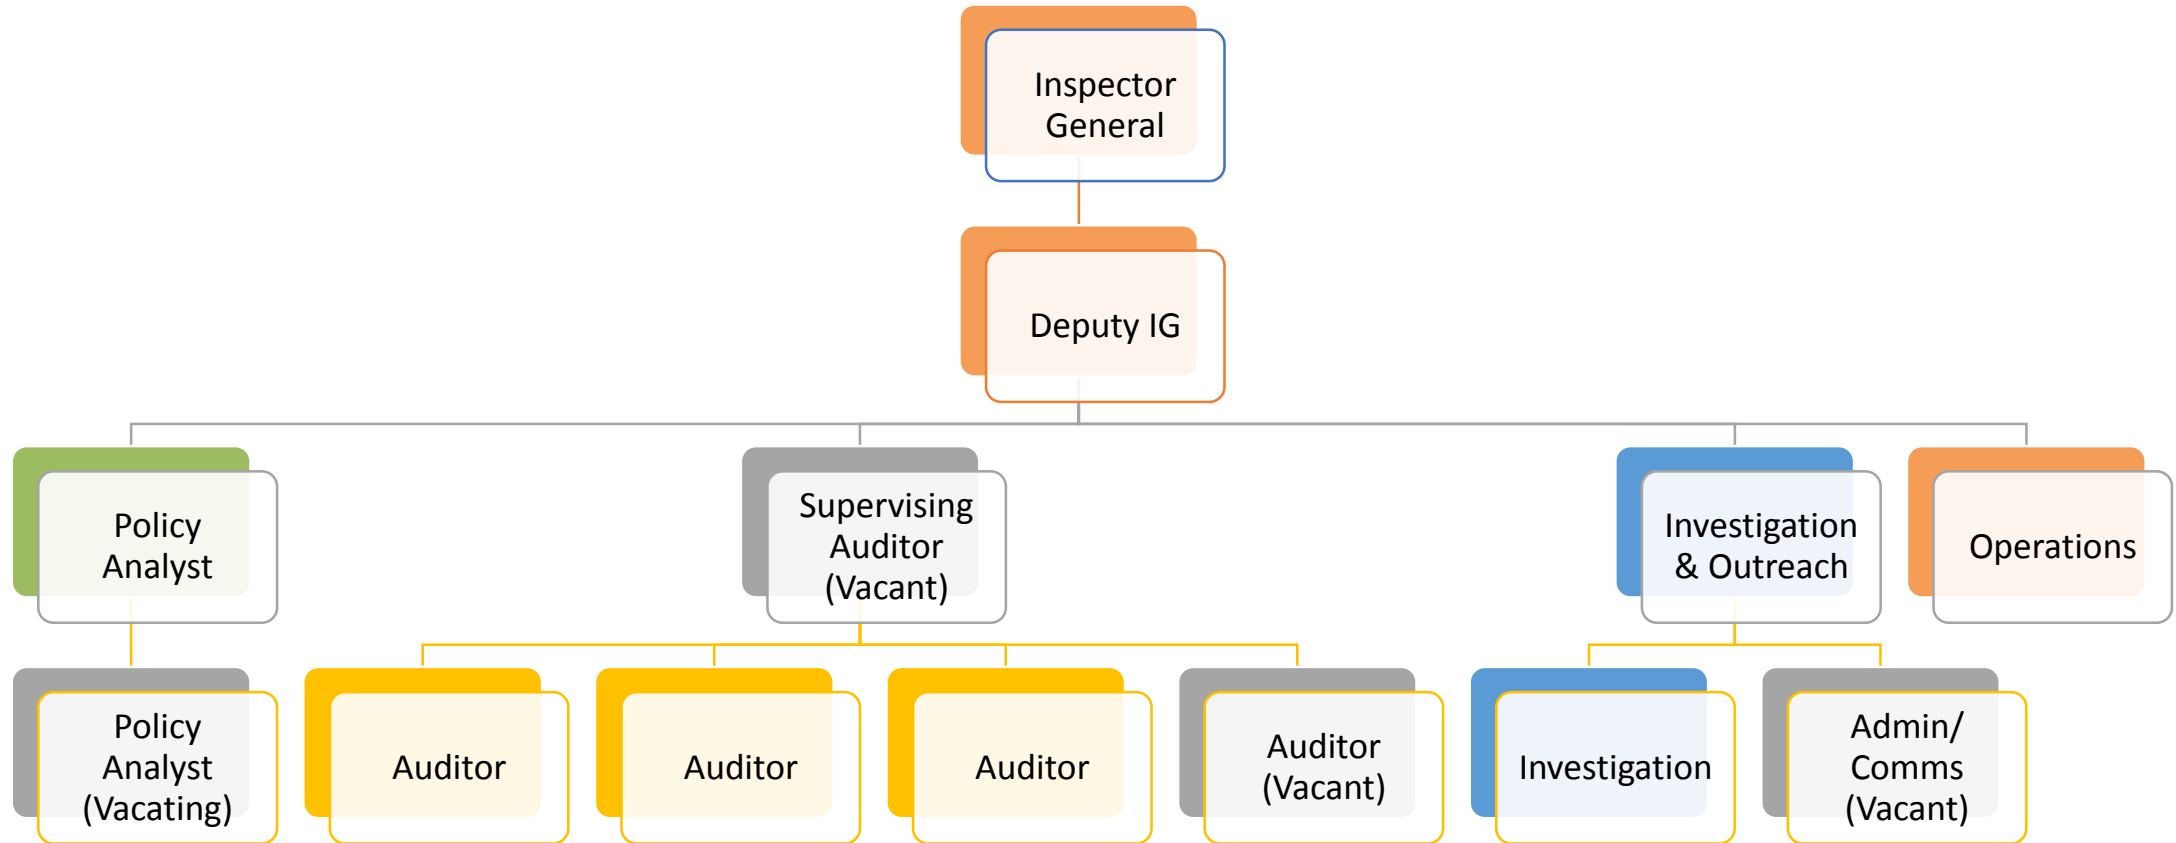 Inspector
General
Deputy IG
Policy
Analyst
Supervising
Auditor
(Vacant)
Investigation
& Outreach
Operations
Policy
Analyst
(Vacating)
Auditor
Auditor
Auditor
Auditor
(Vacant)
Investigation
Admin/
Comms
(Vacant)